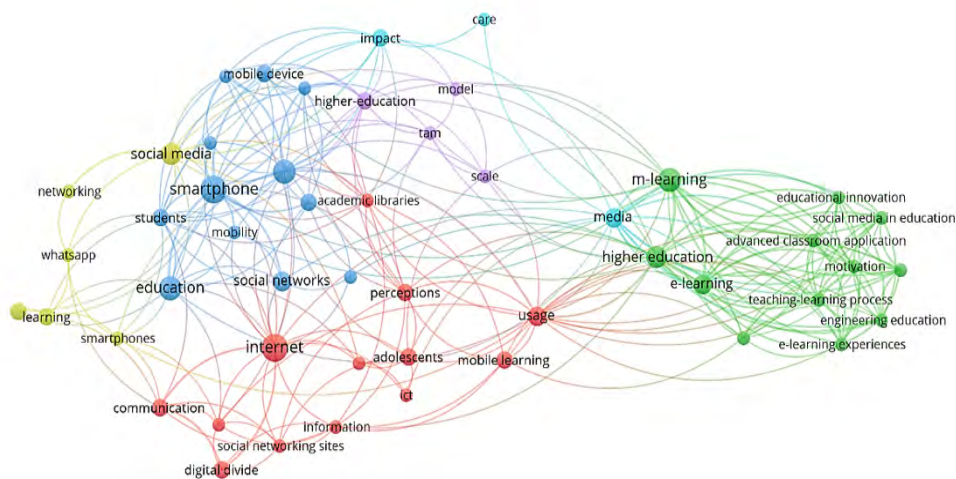 care
impact
mobile device
model
higher-education
tam
social media
smartphone
scale
m-learning
networking
academic libraries
educational innovation
students
media
social media in education
mobility
advanced classroom application
whatsapp
higher education
motivation
education
social networks
e-learning
perceptions
teaching-learning process
learning
usage
engineering education
smartphones
internet
adolescents
mobile learning
e-learning experiences
ict
communication
information
social networking sites
digital divide